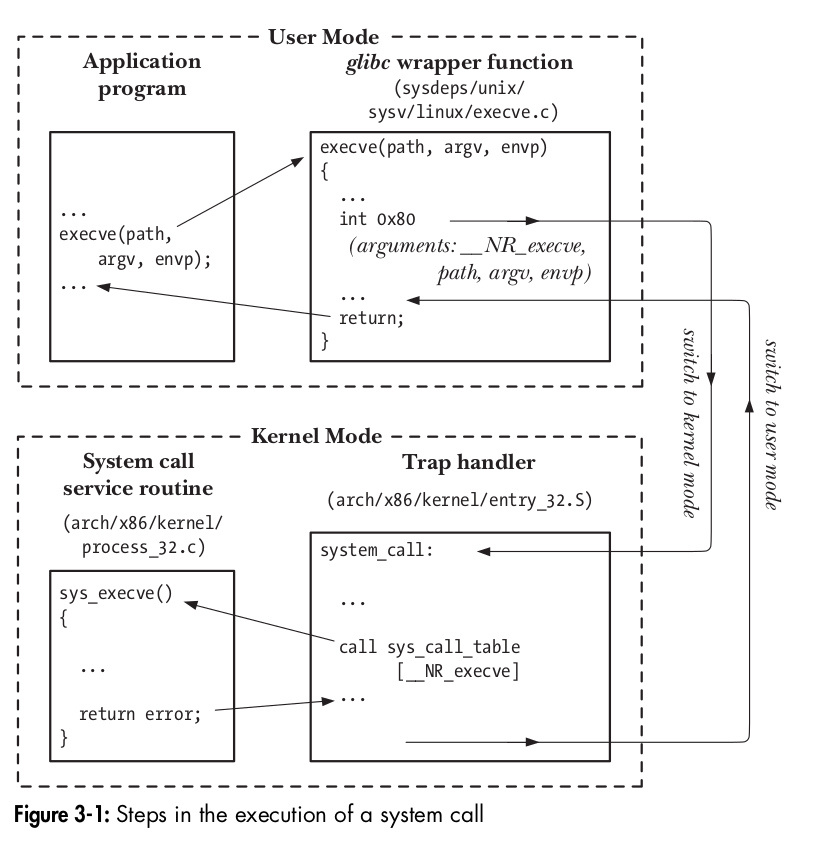 User Mode
Application
program
glibc wrapper function
(sysdeps/unix/
sysv/linux/execve.c)
...
execve(path,
argv, envp);
...
execve(path, argv, envp)
{
...
int 0x80
(arguments: __NR_execve,
path, argv, envp)
...
return;
}
switch to kernel mode
switch to user mode
Kernel Mode
System call
service routine
(arch/x86/kernel/
process_32.c)
Trap handler
(arch/x86/kernel/entry_32.S)
sys_execve()
{
...
return error;
}
system_call:
...
call sys_call_table
[__NR_execve]
...
Figure 3-1: Steps in the execution of a system call